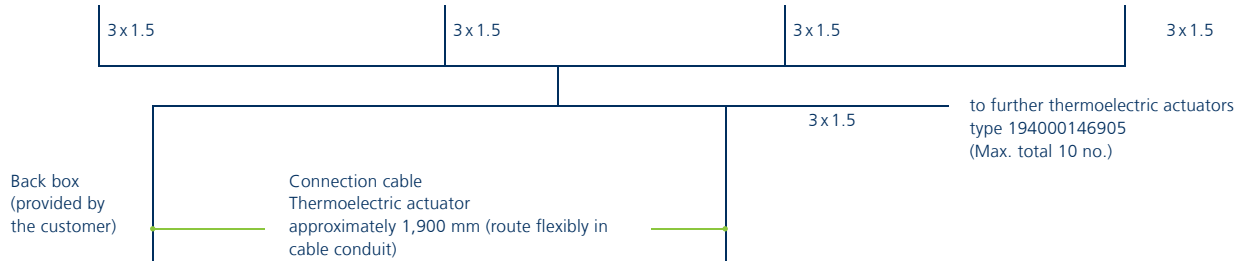 3 x 1.5
3 x 1.5
3 x 1.5
3 x 1.5
to further thermoelectric actuators
type 194000146905
(Max. total 10 no.)
3 x 1.5
Back box
(provided by
the customer)
Connection cable
Thermoelectric actuator
approximately 1,900 mm (route flexibly in
cable conduit)